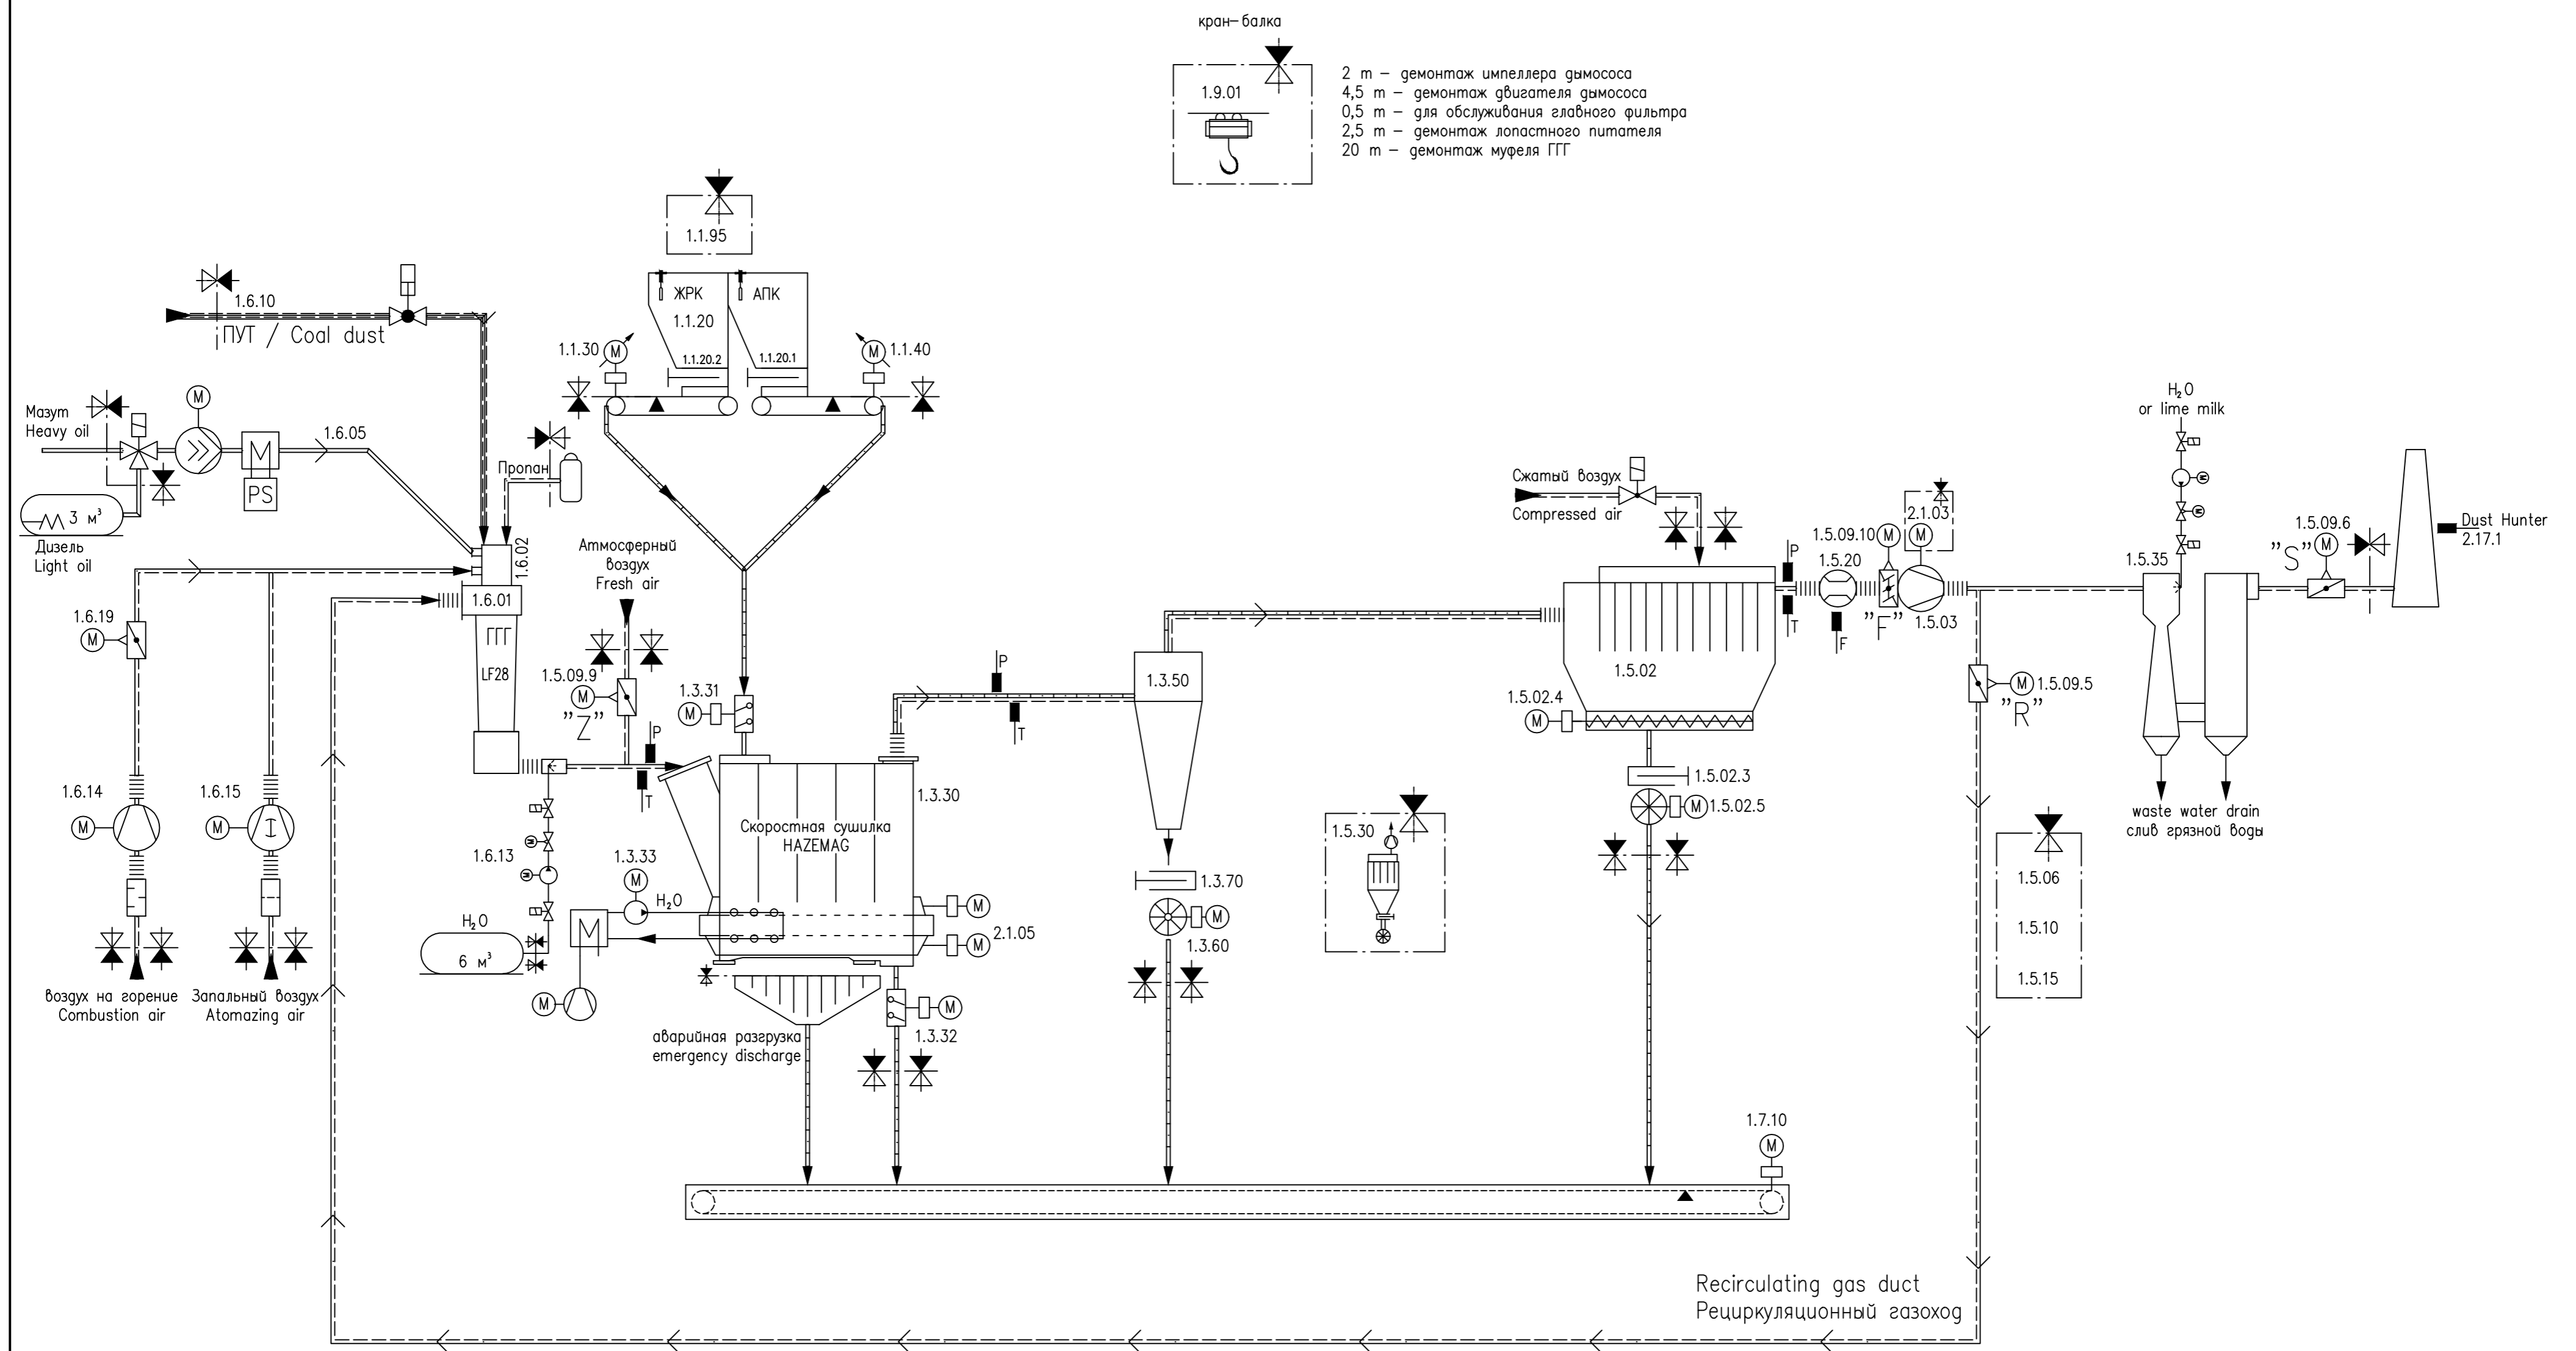 кран-балка
1.9.01
2 т – демонтаж импеллера дымососа
4,5 т – демонтаж двигателя дымососа
0,5 т – для обслуживания главного фильтра
2,5 т – демонтаж лопастного питателя
20 т – демонтаж муфеля ГГГ
1.1.95
ЖРК
АПК
1.1.20
1.1.20.2
1.1.20.1
1.1.30
M
M
1.1.40
1.6.10
ПУТ / Coal dust
Мазут
Heavy oil
M
M
PS
1.6.05
3 м³
Дизель
Light oil
Пропан
1.6.02
1.6.01
ГГГ
LF28
1.6.19
M
1.6.14
M
1.6.15
M
воздух на горение
Combustion air
Запальный воздух
Atomazing air
Атмосферный
воздух
Fresh air
1.5.09.9
M
"Z"
P
T
1.3.31
M
1.3.30
Скоростная сушилка
HAZEMAG
1.6.13
M
M
H₂O
6 м³
1.3.33
M
H₂O
M
M
M
M
2.1.05
M
1.3.32
аварийная разгрузка
emergency discharge
P
T
1.3.50
1.3.70
M
1.3.60
1.5.30
Сжатый воздух
Compressed air
1.5.02
1.5.02.4
M
1.5.02.3
M
1.5.02.5
P
T
1.5.20
F
1.5.09.10
M
"F"
2.1.03
M
1.5.03
M
1.5.09.5
"R"
H₂O
or lime milk
M
M
1.5.35
waste water drain
слив грязной воды
1.5.09.6
"S"
M
Dust Hunter
2.17.1
1.5.06
1.5.10
1.5.15
1.7.10
M
Recirculating gas duct
Рециркуляционный газоход